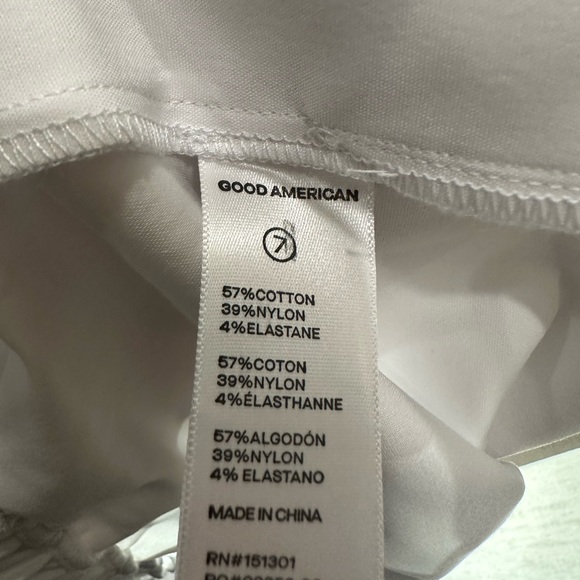 GOOD AMERICAN
7
57%COTTON
39%NYLON
4%ELASTANE
57%COTON
39%NYLON
4%ÉLASTHANNE
57%ALGODÓN
39%NYLON
4% ELASTANO
MADE IN CHINA
RN#151301